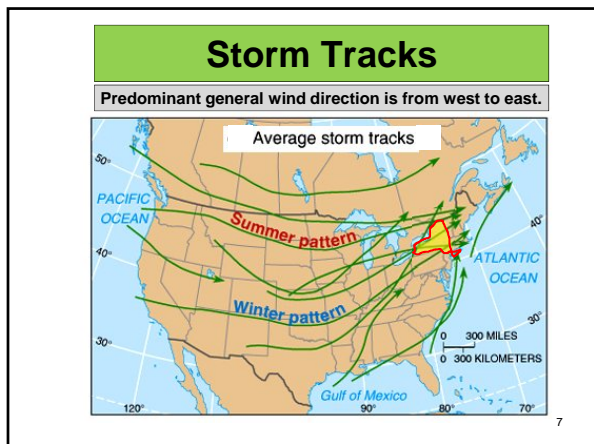 Storm Tracks
Predominant general wind direction is from west to east.
Average storm tracks
50°
PACIFIC
OCEAN
40°
30°
Summer pattern
Winter pattern
40°
ATLANTIC
OCEAN
30°
0 300 MILES
0 300 KILOMETERS
Gulf of Mexico
120°
90°
80°
70°
7